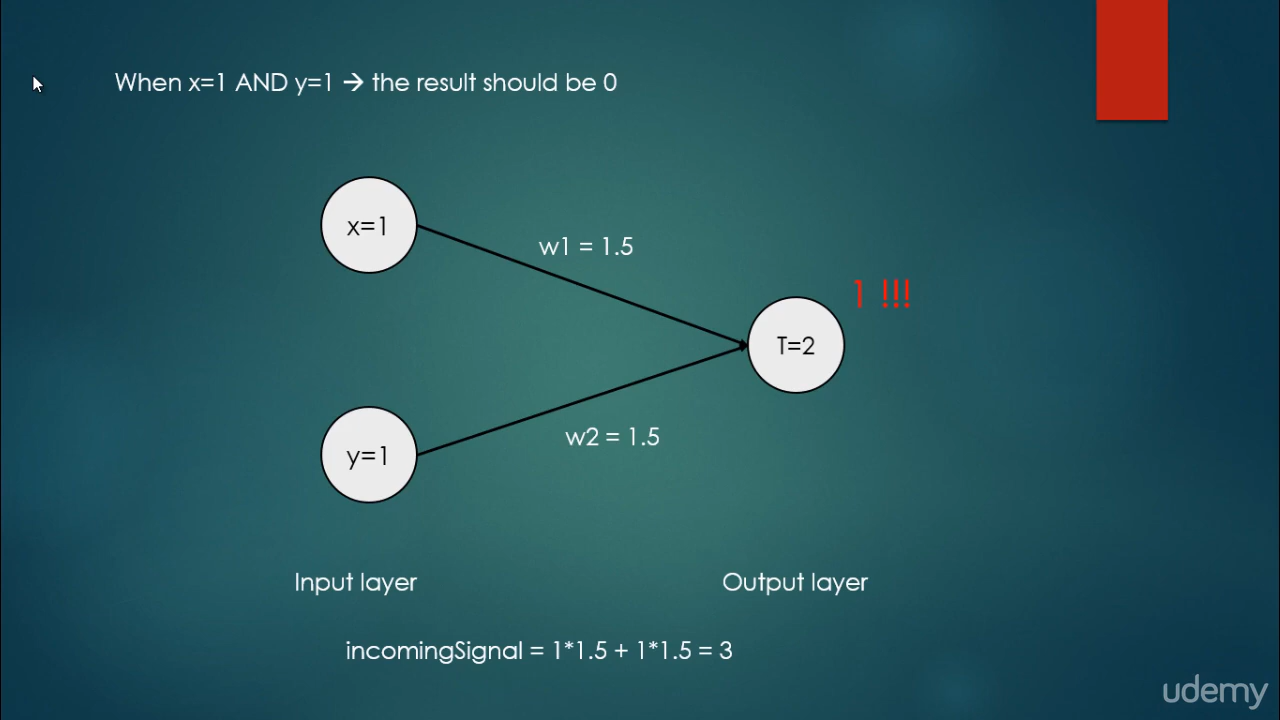 When x=1 AND y=1 → the result should be 0
x=1
w1 = 1.5
1 !!!
T=2
w2 = 1.5
y=1
Input layer
Output layer
incomingSignal = 1*1.5 + 1*1.5 = 3
udemy